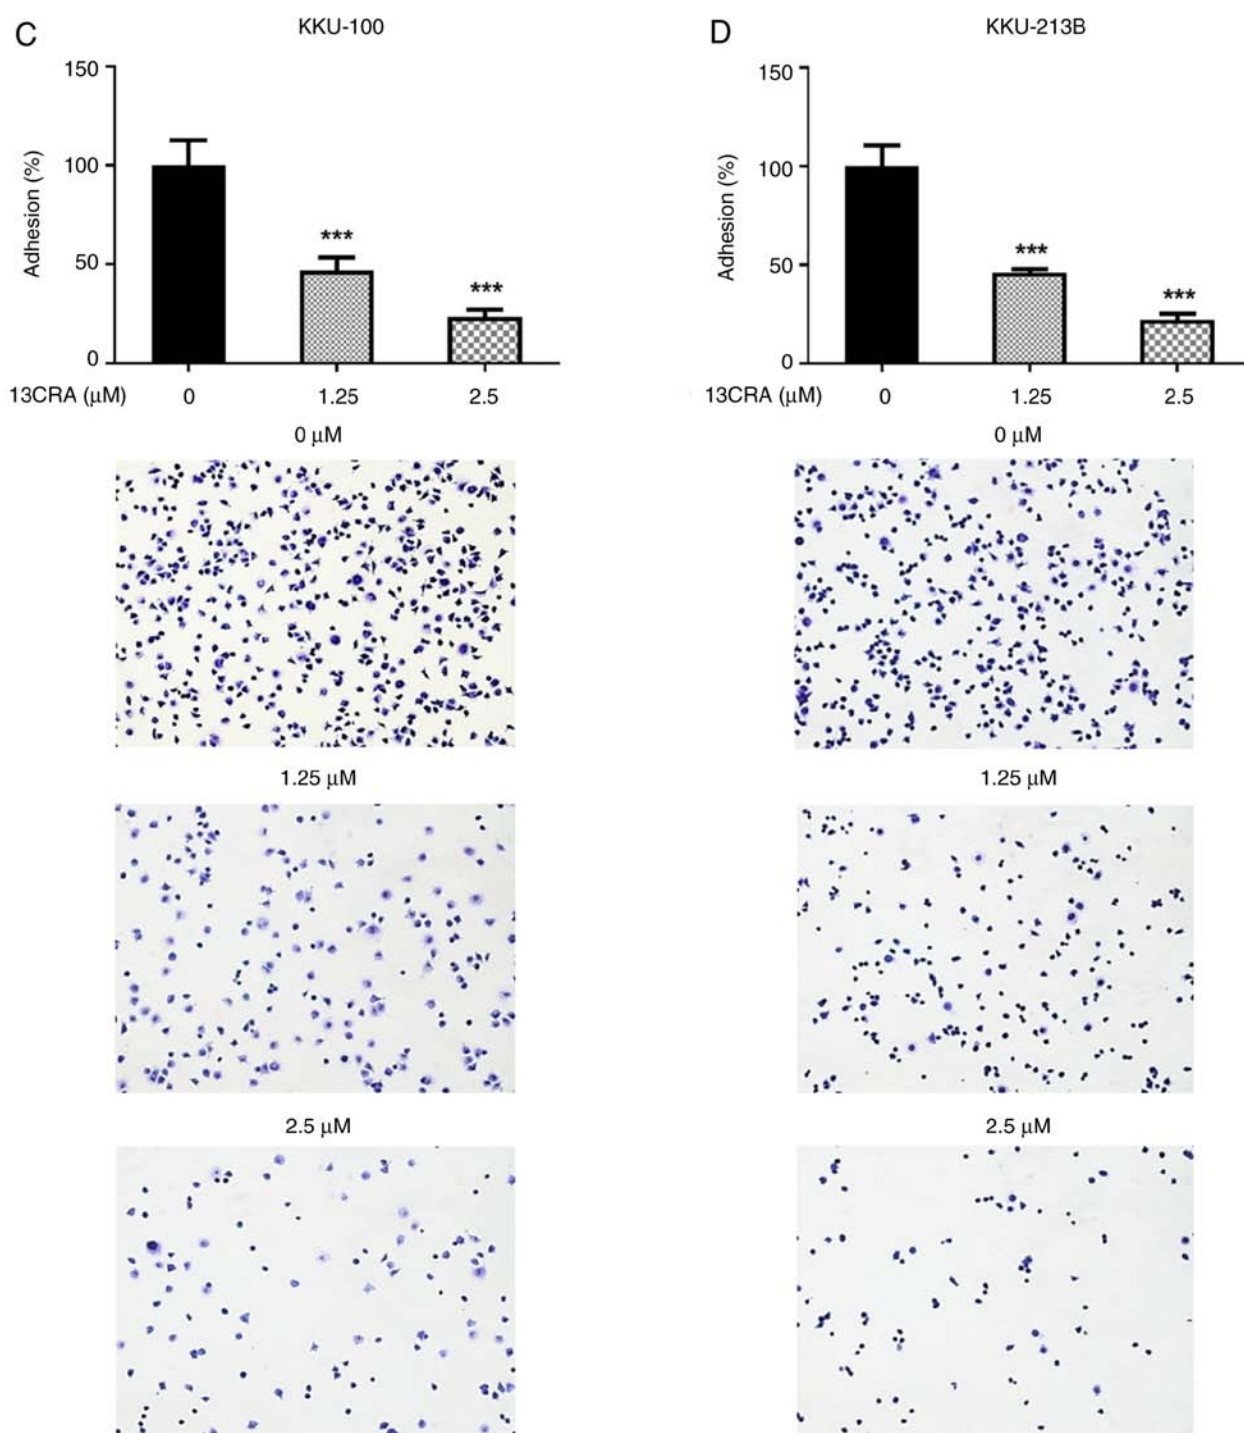 C
KKU-100
150
100
50
0
Adhesion (%)
***
***
13CRA (μM)
0
1.25
2.5
0 μM
1.25 μM
2.5 μM
D
KKU-213B
150
100
50
0
Adhesion (%)
***
***
13CRA (μM)
0
1.25
2.5
0 μM
1.25 μM
2.5 μM